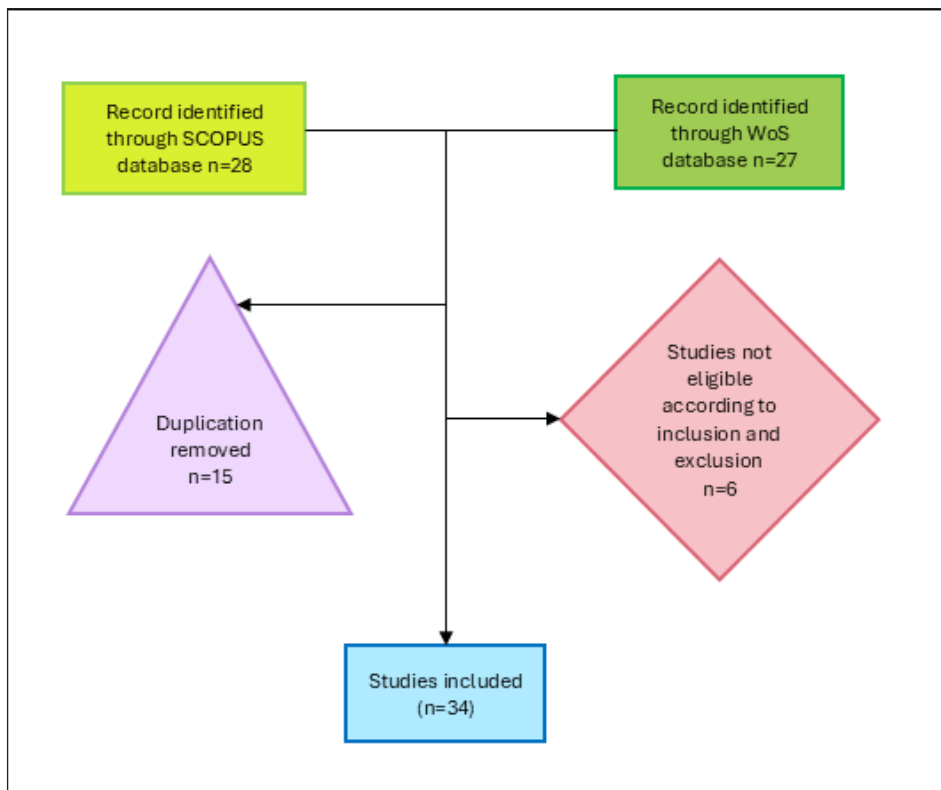 Record identified
through SCOPUS
database n=28
Record identified
through WoS
database n=27
Duplication
removed
n=15
Studies not
eligible
according to
inclusion and
exclusion
n=6
Studies included
(n=34)